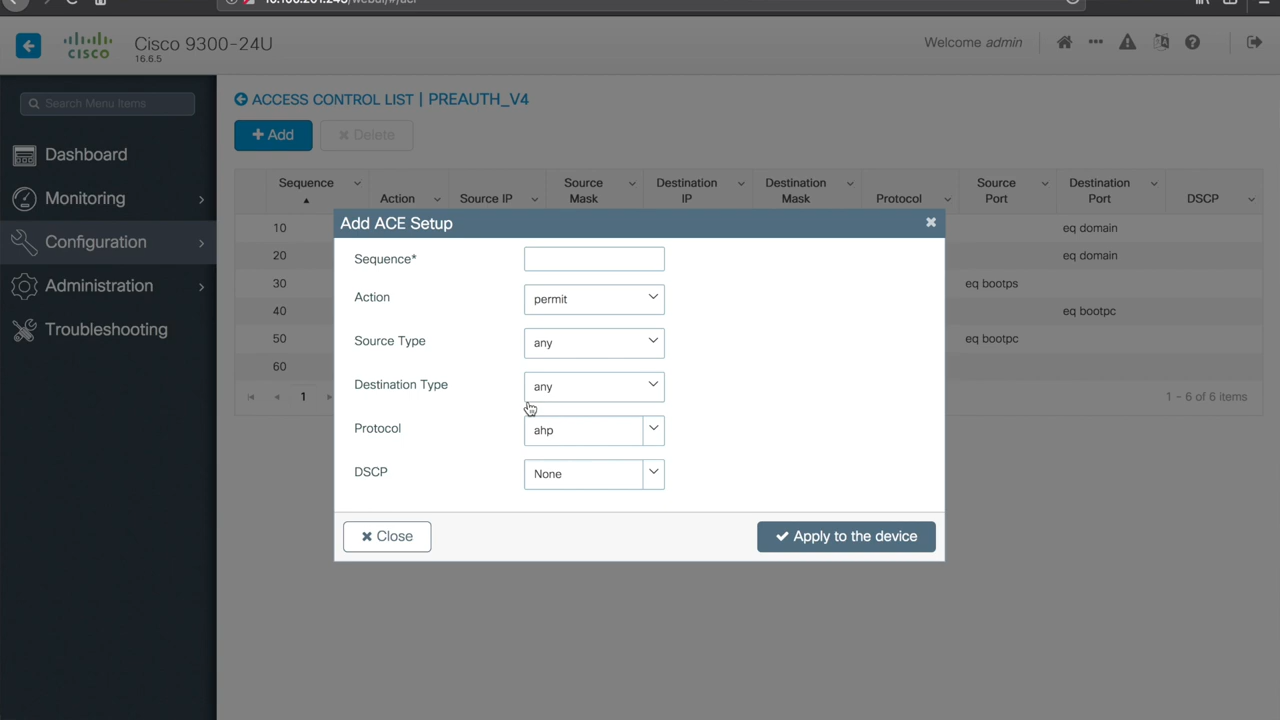 CISCO
Cisco 9300-24U
16.6.5
Welcome admin
Search Menu Items
Dashboard
Monitoring
Configuration
Administration
Troubleshooting
ACCESS CONTROL LIST | PREAUTH_V4
+ Add
Delete
Sequence
Action
Source IP
Source Mask
Destination IP
Destination Mask
Protocol
Source Port
Destination Port
DSCP
10 eq domain
20 eq domain
30 eq bootps
40 eq bootpc
50 eq bootpc
60
1
1 - 6 of 6 items
Add ACE Setup
Sequence*
Action permit
Source Type any
Destination Type any
Protocol ahp
DSCP None
Close
Apply to the device